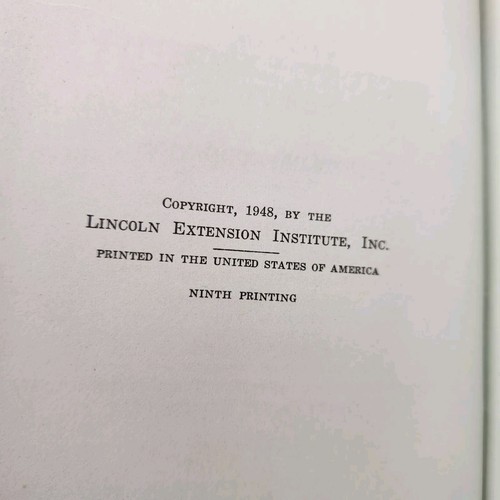 COPYRIGHT, 1948, BY THE
LINCOLN EXTENSION INSTITUTE, INC.
PRINTED IN THE UNITED STATES OF AMERICA
NINTH PRINTING